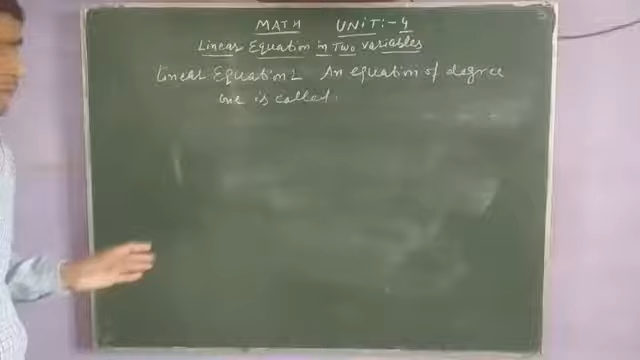 MATH UNIT:- 4
Linear Equation in Two variables
Linear Equation:- An equation of degree
one is called.